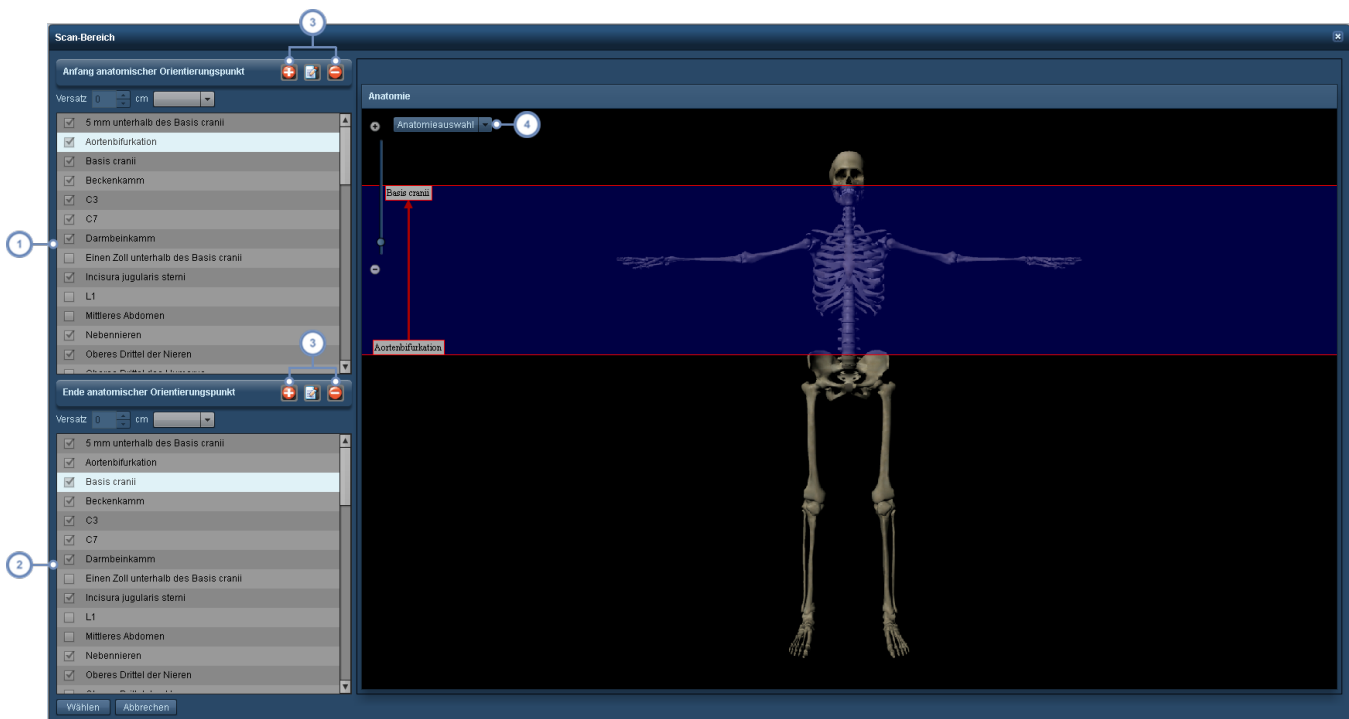 3
Scan-Bereich
Anfang anatomischer Orientierungspunkt
Versatz 0 cm
5 mm unterhalb des Basis cranii
Aortenbifurkation
Basis cranii
Beckenkamm
C3
C7
1
Darmbeinkamm
Einen Zoll unterhalb des Basis cranii
Incisura jugularis sterni
L1
Mittleres Abdomen
Nebennieren
3
Oberes Drittel der Nieren
Oberes Drittel des Humerus
Ende anatomischer Orientierungspunkt
Versatz 0 cm
5 mm unterhalb des Basis cranii
Aortenbifurkation
Basis cranii
Beckenkamm
C3
C7
2
Darmbeinkamm
Einen Zoll unterhalb des Basis cranii
Incisura jugularis sterni
L1
Mittleres Abdomen
Nebennieren
Oberes Drittel der Nieren
Wählen Abbrechen
Anatomie
Anatomieauswahl 4
Basis cranii
Aortenbifurkation